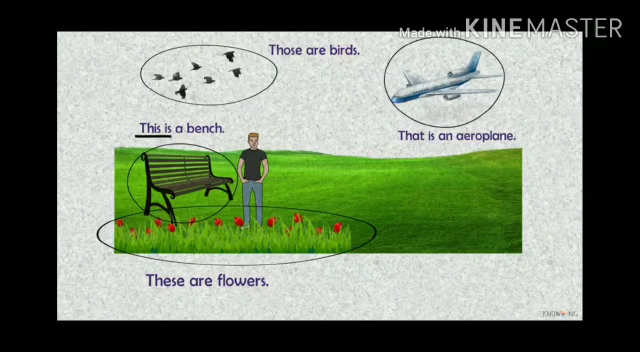 Made with KINEMASTER
Those are birds.
This is a bench.
That is an aeroplane.
These are flowers.